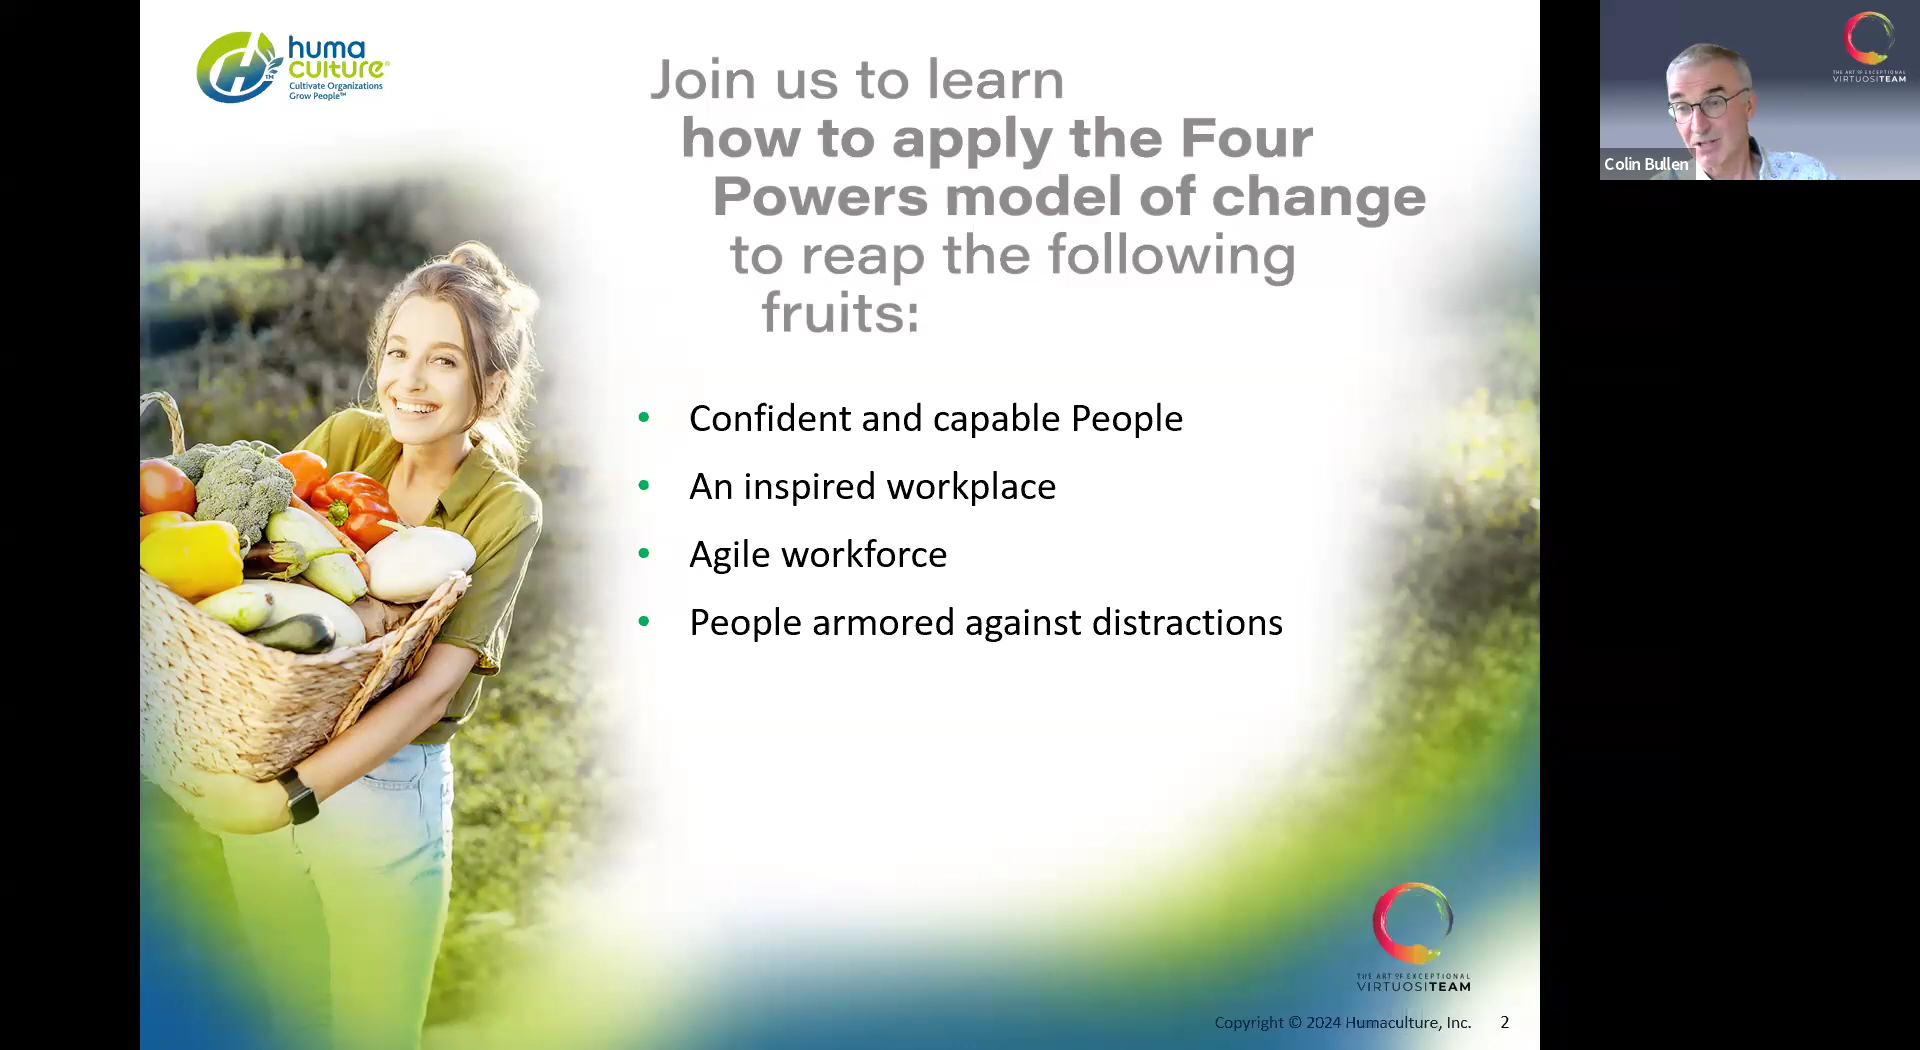 huma
culture®
Cultivate Organizations
Grow People™
Join us to learn
how to apply the Four
Powers model of change
to reap the following
fruits:
• Confident and capable People
• An inspired workplace
• Agile workforce
• People armored against distractions
THE ART OF EXCEPTIONAL
VIRTUOSITEAM
Copyright © 2024 Humaculture, Inc. 2
THE ART OF EXCEPTIONAL
VIRTUOSITEAM
Colin Bullen